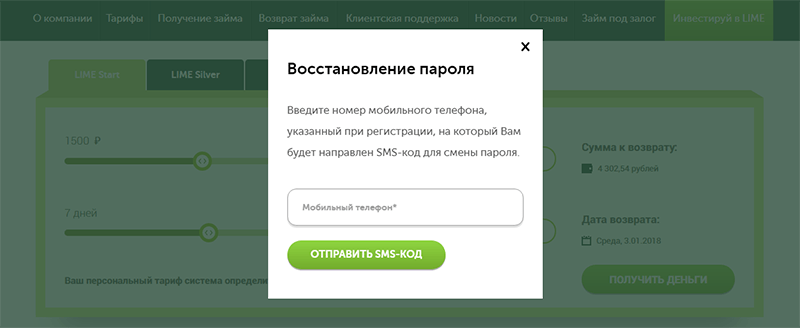 О компании Тарифы Получение займа Возврат займа Клиентская поддержка Новости Отзывы Займ под залог Инвестируй в LIME
LIME Start LIME Silver
×
Восстановление пароля
Введите номер мобильного телефона,
указанный при регистрации, на который Вам
будет направлен SMS-код для смены пароля.
Мобильный телефон*
ОТПРАВИТЬ SMS-КОД
1500 ₽
7 дней
Ваш персональный тариф система
Сумма к возврату:
4 302,54 рублей
Дата возврата:
Среда, 3.01.2018
ПОЛУЧИТЬ ДЕНЬГИ